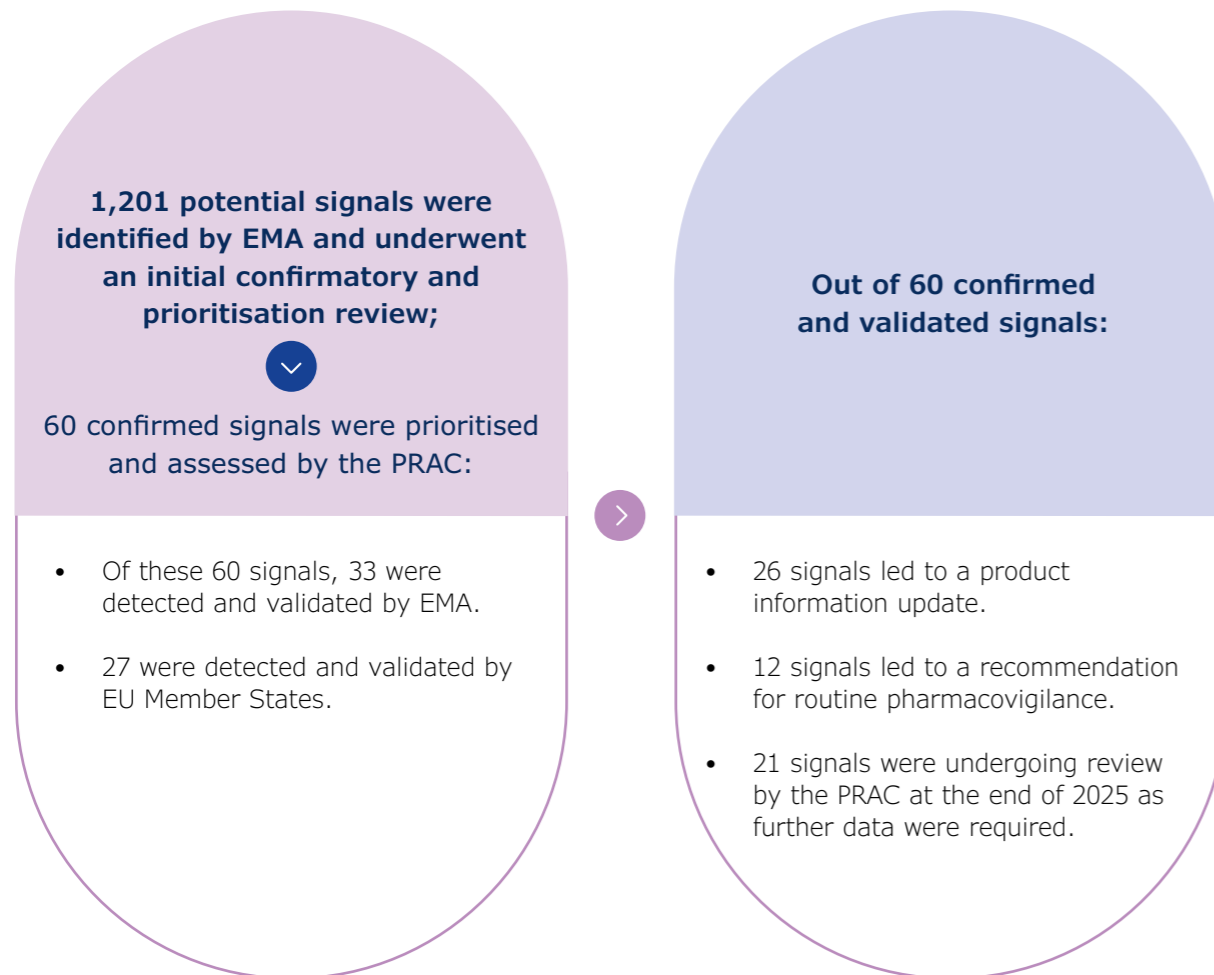 1,201 potential signals were
identified by EMA and underwent
an initial confirmatory and
prioritisation review;
60 confirmed signals were prioritised
and assessed by the PRAC:
• Of these 60 signals, 33 were
detected and validated by EMA.
• 27 were detected and validated by
EU Member States.
Out of 60 confirmed
and validated signals:
• 26 signals led to a product
information update.
• 12 signals led to a recommendation
for routine pharmacovigilance.
• 21 signals were undergoing review
by the PRAC at the end of 2025 as
further data were required.